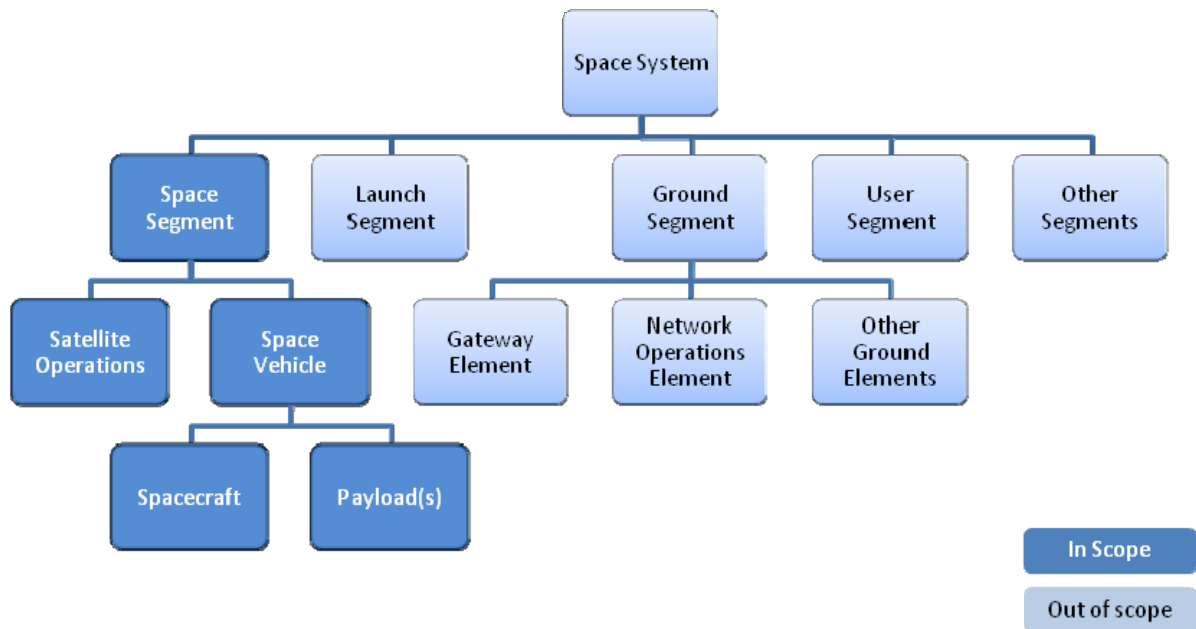 Space System
Space
Segment
Launch
Segment
Ground
Segment
User
Segment
Other
Segments
Satellite
Operations
Space
Vehicle
Gateway
Element
Network
Operations
Element
Other
Ground
Elements
Spacecraft
Payload(s)
In Scope
Out of scope